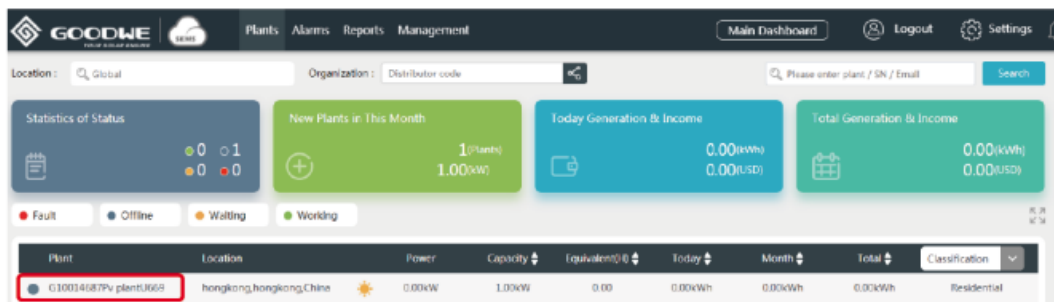 GOODWE SEMS Plants Alarms Reports Management Main Dashboard Logout Settings
Location : Global Organization : Distributor code Please enter plant / SN / Email Search
Statistics of Status New Plants in This Month Today Generation & Income Total Generation & Income
0 1 1(Plants) 0.00(kWh) 0.00(kWh)
0 0 1.00(kW) 0.00(USD) 0.00(USD)
Fault Offline Waiting Working
Plant Location Power Capacity Equivalent(H) Today Month Total Classification
G10014687Pv plantU669 hongkong,hongkong,China 0.00kW 1.00kW 0.00 0.00kWh 0.00kWh 0.00kWh Residential